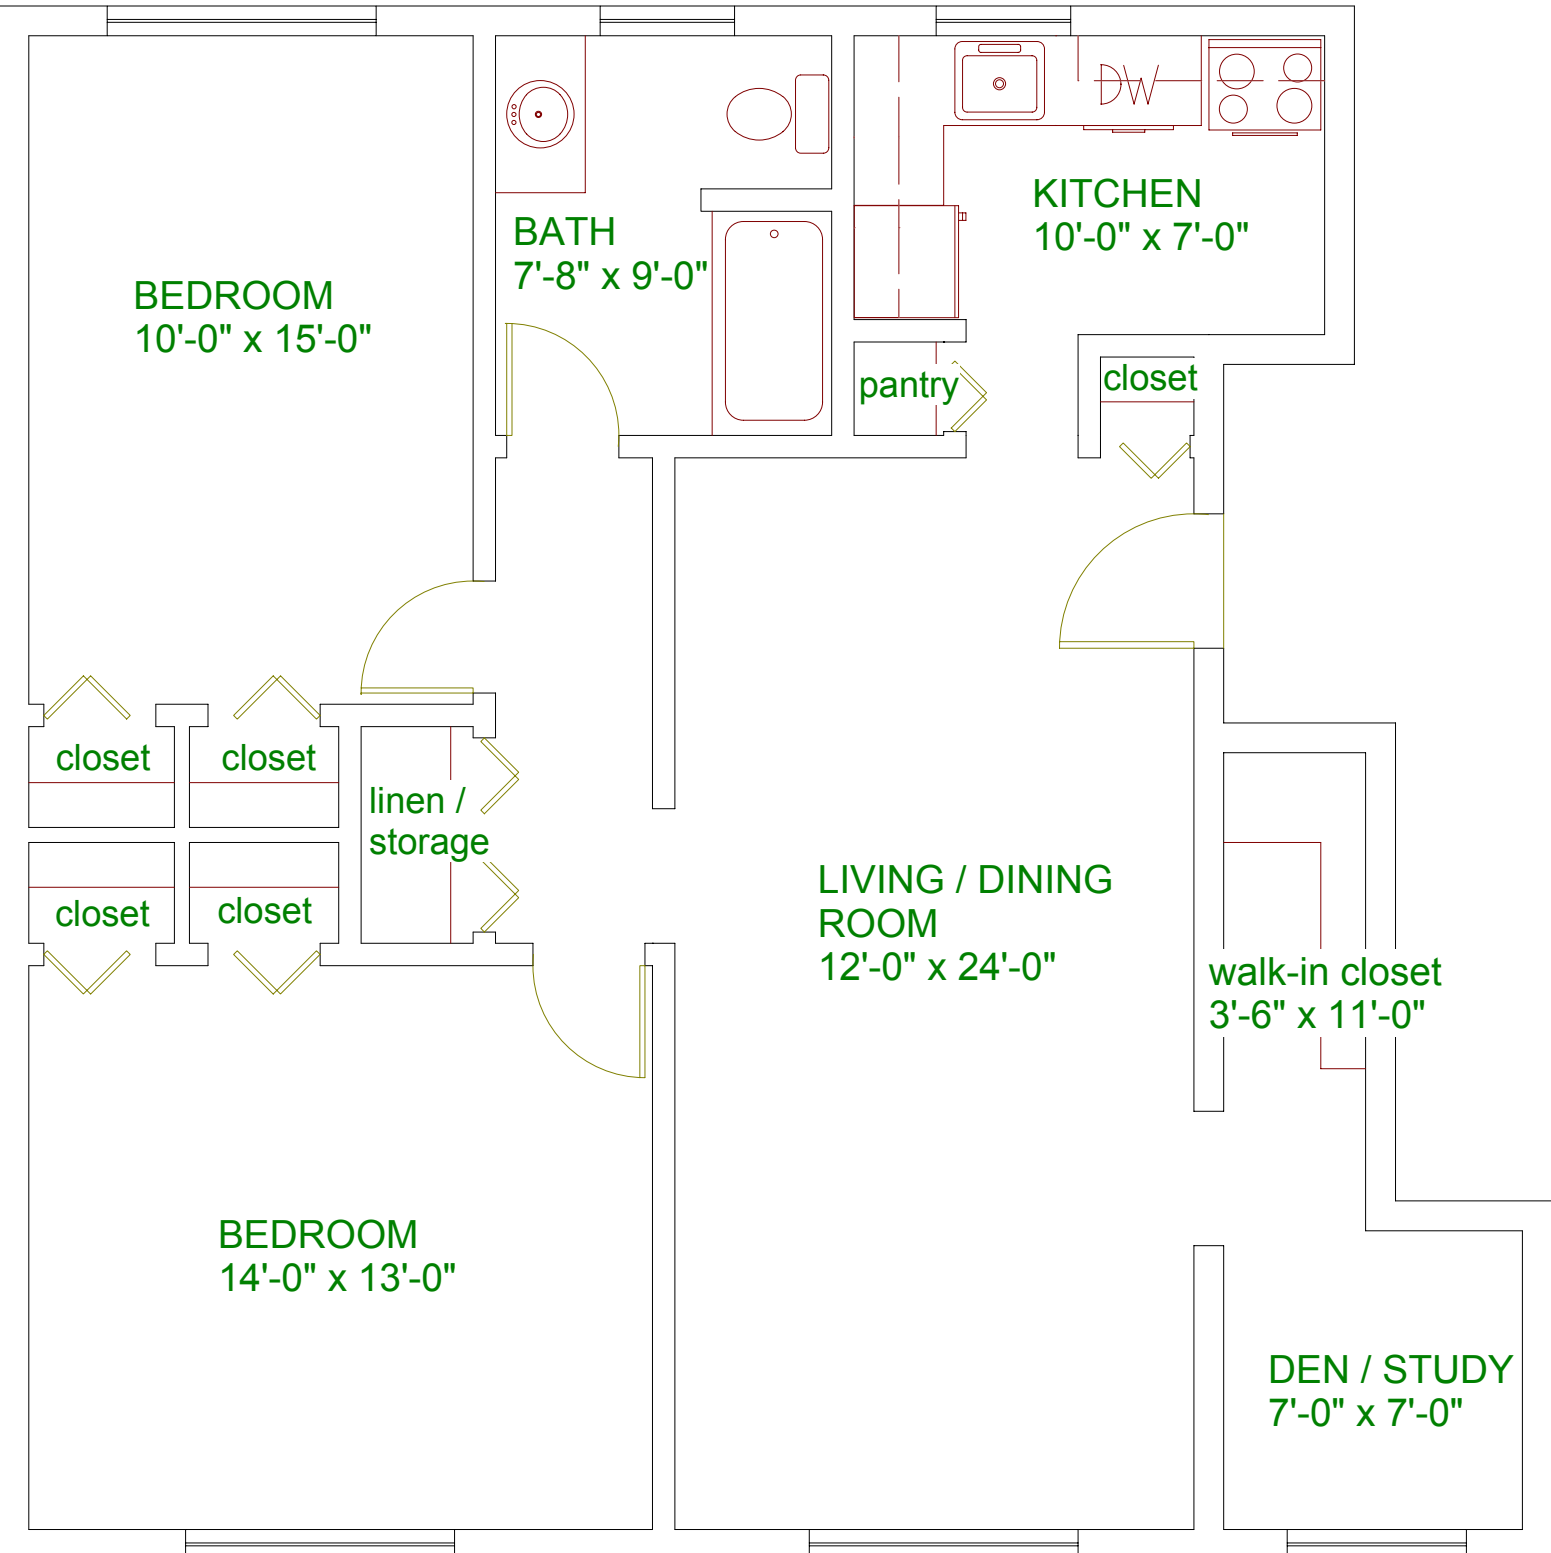 DW
KITCHEN
10'-0" x 7'-0"
BATH
7'-8" x 9'-0"
BEDROOM
10'-0" x 15'-0"
pantry
closet
closet
closet
linen /
storage
closet
closet
LIVING / DINING
ROOM
12'-0" x 24'-0"
walk-in closet
3'-6" x 11'-0"
BEDROOM
14'-0" x 13'-0"
DEN / STUDY
7'-0" x 7'-0"